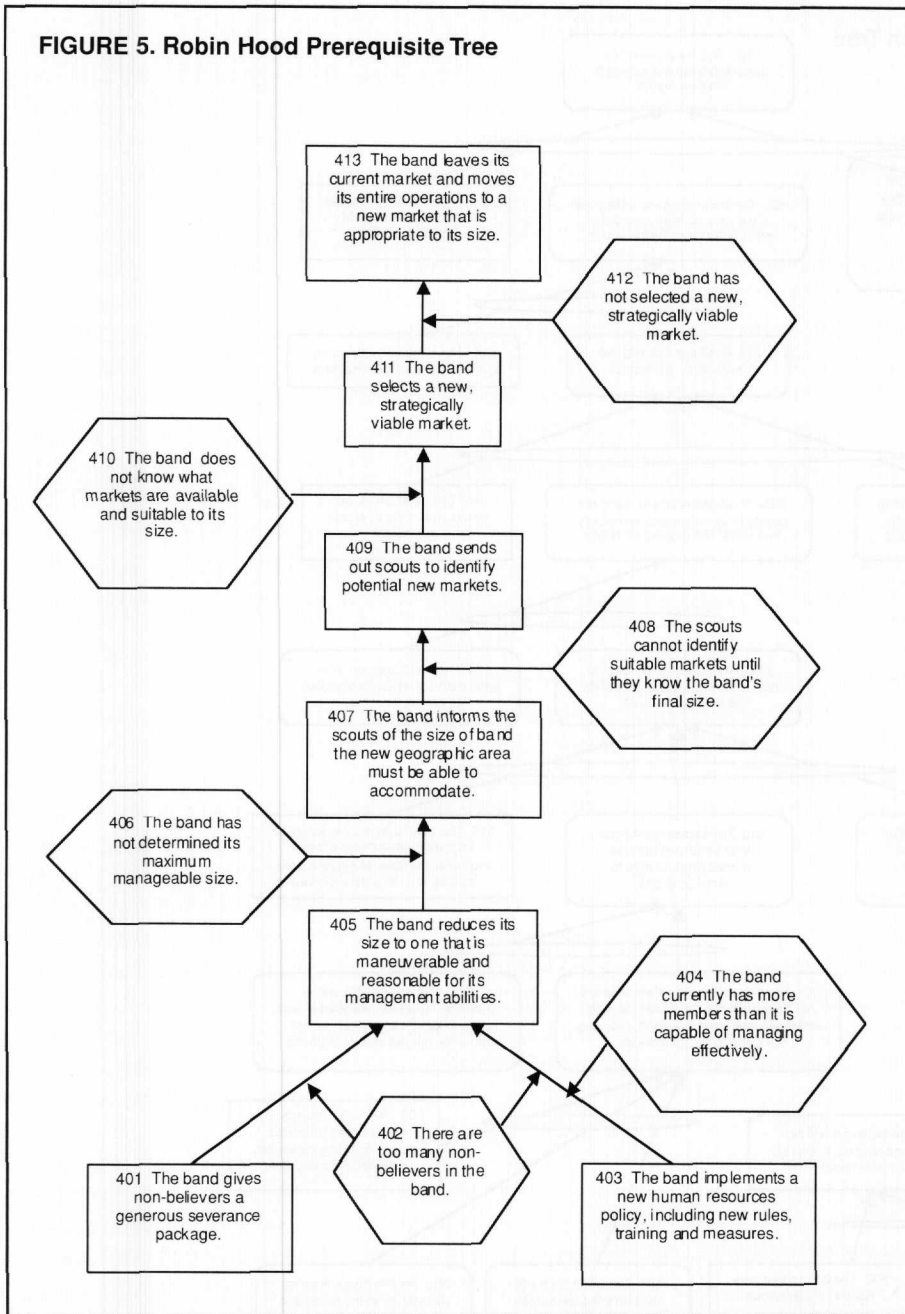 FIGURE 5. Robin Hood Prerequisite Tree
413 The band leaves its
current market and moves
its entire operations to a
new market that is
appropriate to its size.
412 The band has
not selected a new,
strategically viable
market.
411 The band
selects a new,
strategically
viable market.
410 The band does
not know what
markets are available
and suitable to its
size.
409 The band sends
out scouts to identify
potential new markets.
408 The scouts
cannot identify
suitable markets until
they know the band's
final size.
407 The band informs the
scouts of the size of band
the new geographic area
must be able to
accommodate.
406 The band has
not determined its
maximum
manageable size.
405 The band reduces its
size to one that is
maneuverable and
reasonable for its
management abilities.
404 The band
currently has more
members than it is
capable of managing
effectively.
402 There are
too many non-
believers in the
band.
401 The band gives
non-believers a
generous severance
package.
403 The band implements a
new human resources
policy, including new rules,
training and measures.